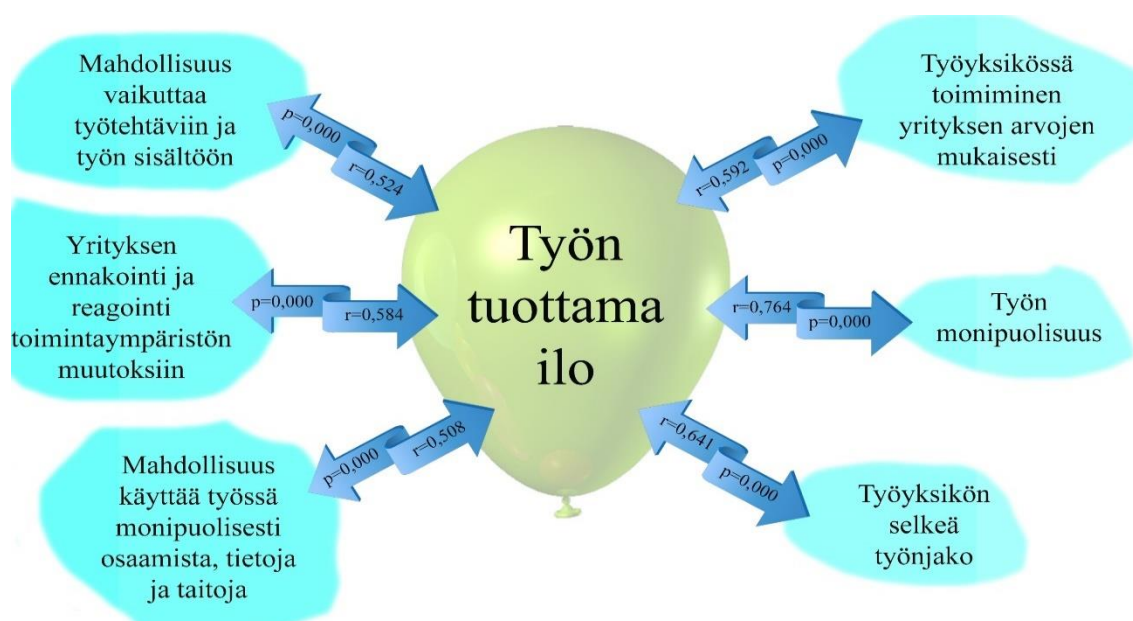 Mahdollisuus
vaikuttaa
työtehtäviin ja
työn sisältöön
p=0,000
r=0,524
Yrityksen
ennakointi ja
reagointi
toimintaympäristön
muutoksiin
p=0,000
r=0,584
Mahdollisuus
käyttää työssä
monipuolisesti
osaamista, tietoja
ja taitoja
p=0,000
r=0,508
Työn
tuottama
ilo
Työyksikössä
toimiminen
yrityksen arvojen
mukaisesti
r=0,592
p=0,000
Työn
monipuolisuus
r=0,764
p=0,000
Työyksikön
selkeä
työnjako
r=0,641
p=0,000